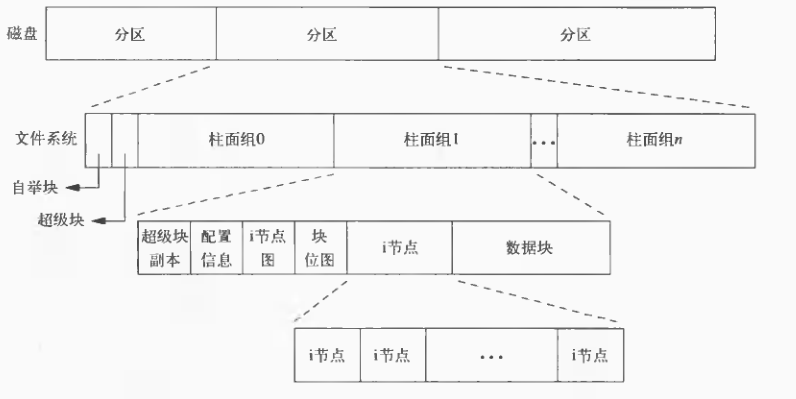 磁盘 分区 分区 分区
文件系统 柱面组0 柱面组1 ... 柱面组n
自举块
超级块
超级块 配置 i节点 块 i节点 数据块
副本 信息 图 位图
i节点 i节点 ... i节点